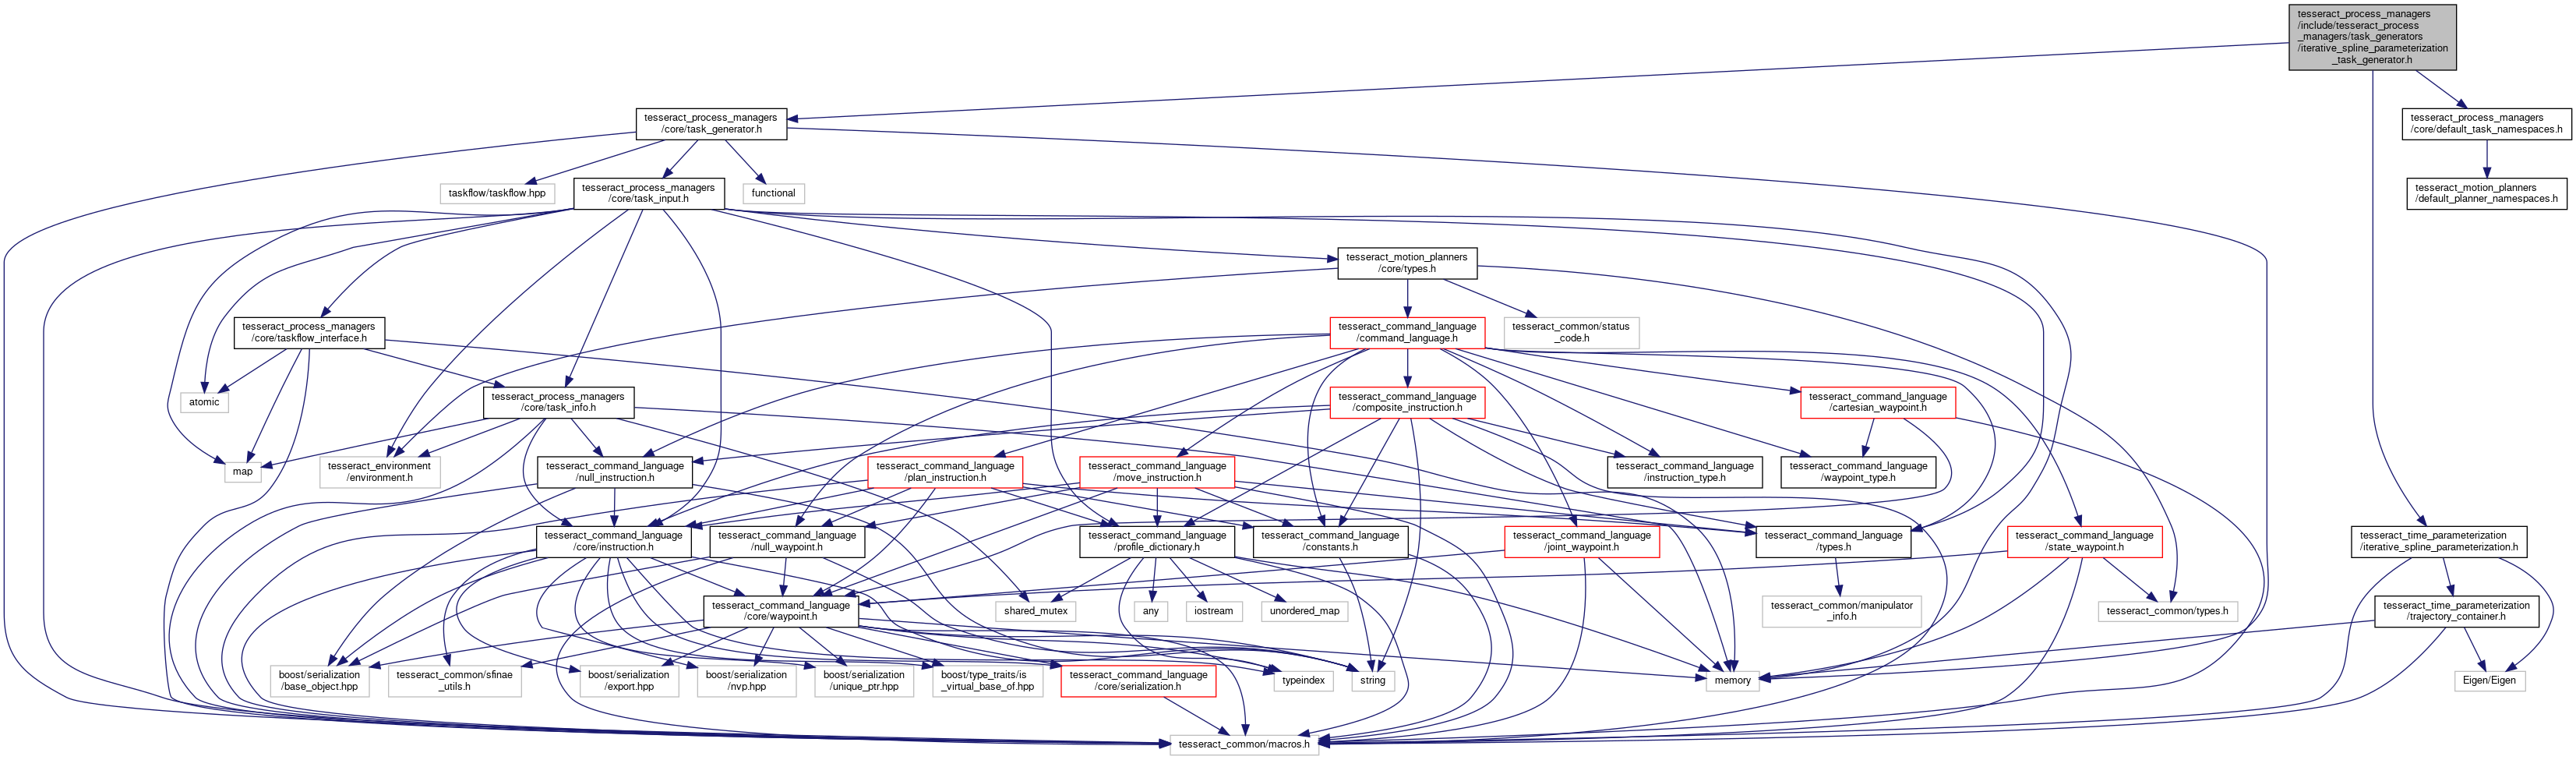 tesseract_process_managers
/include/tesseract_process
_managers/task_generators
/iterative_spline_parameterization
_task_generator.h
tesseract_process_managers
/core/task_generator.h
tesseract_process_managers
/core/default_task_namespaces.h
taskflow/taskflow.hpp
tesseract_process_managers
/core/task_input.h
functional
tesseract_motion_planners
/default_planner_namespaces.h
tesseract_motion_planners
/core/types.h
tesseract_process_managers
/core/taskflow_interface.h
tesseract_command_language
/command_language.h
tesseract_common/status
_code.h
atomic
tesseract_process_managers
/core/task_info.h
tesseract_command_language
/composite_instruction.h
tesseract_command_language
/cartesian_waypoint.h
map
tesseract_environment
/environment.h
tesseract_command_language
/null_instruction.h
tesseract_command_language
/plan_instruction.h
tesseract_command_language
/move_instruction.h
tesseract_command_language
/instruction_type.h
tesseract_command_language
/waypoint_type.h
tesseract_command_language
/core/instruction.h
tesseract_command_language
/null_waypoint.h
tesseract_command_language
/profile_dictionary.h
tesseract_command_language
/constants.h
tesseract_command_language
/joint_waypoint.h
tesseract_command_language
/types.h
tesseract_command_language
/state_waypoint.h
tesseract_time_parameterization
/iterative_spline_parameterization.h
tesseract_command_language
/core/waypoint.h
shared_mutex
any
iostream
unordered_map
tesseract_common/manipulator
_info.h
tesseract_common/types.h
tesseract_time_parameterization
/trajectory_container.h
boost/serialization
/base_object.hpp
tesseract_common/sfinae
_utils.h
boost/serialization
/export.hpp
boost/serialization
/nvp.hpp
boost/serialization
/unique_ptr.hpp
boost/type_traits/is
_virtual_base_of.hpp
tesseract_command_language
/core/serialization.h
typeindex
string
memory
Eigen/Eigen
tesseract_common/macros.h